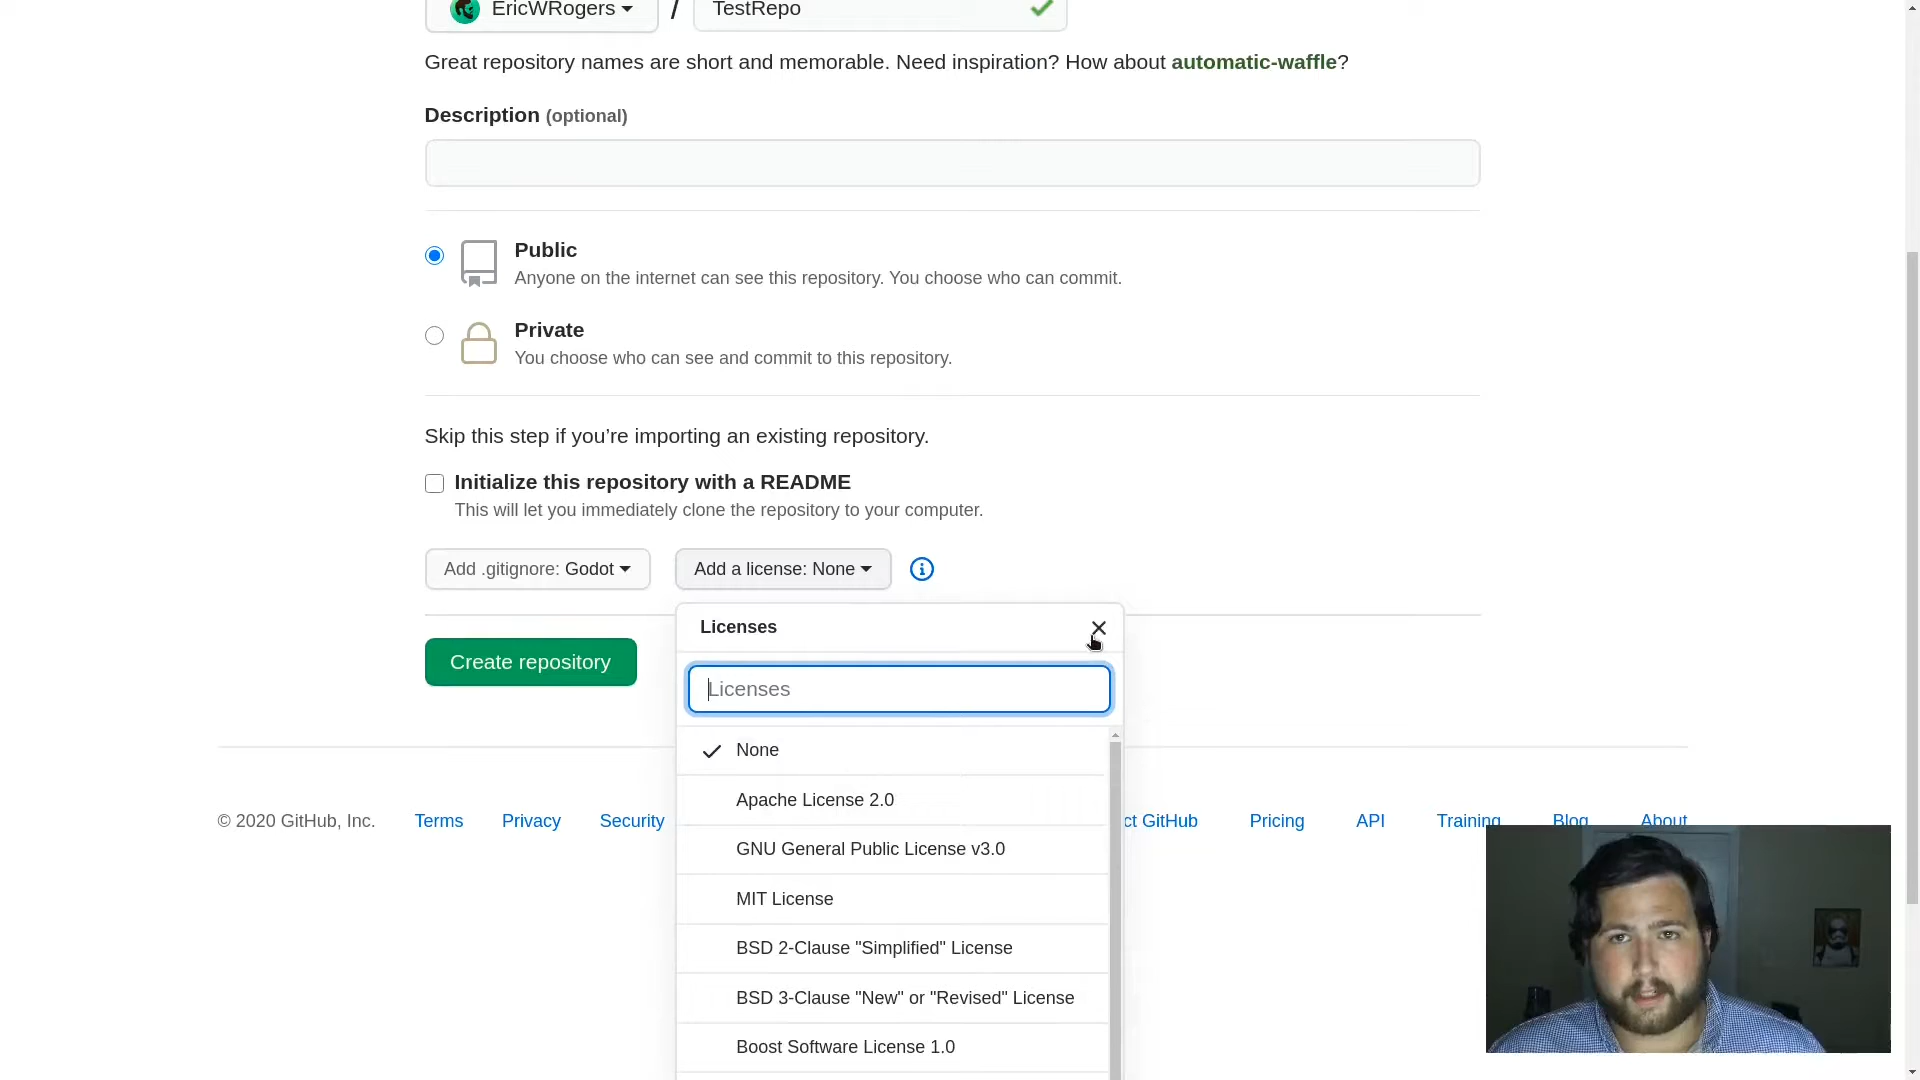 EricWRogers / TestRepo
Great repository names are short and memorable. Need inspiration? How about automatic-waffle?
Description (optional)
Public
Anyone on the internet can see this repository. You choose who can commit.
Private
You choose who can see and commit to this repository.
Skip this step if you’re importing an existing repository.
Initialize this repository with a README
This will let you immediately clone the repository to your computer.
Add .gitignore: Godot Add a license: None
Licenses
Create repository
Licenses
None
Apache License 2.0
© 2020 GitHub, Inc. Terms Privacy Security ct GitHub Pricing API Training Blog About
GNU General Public License v3.0
MIT License
BSD 2-Clause "Simplified" License
BSD 3-Clause "New" or "Revised" License
Boost Software License 1.0